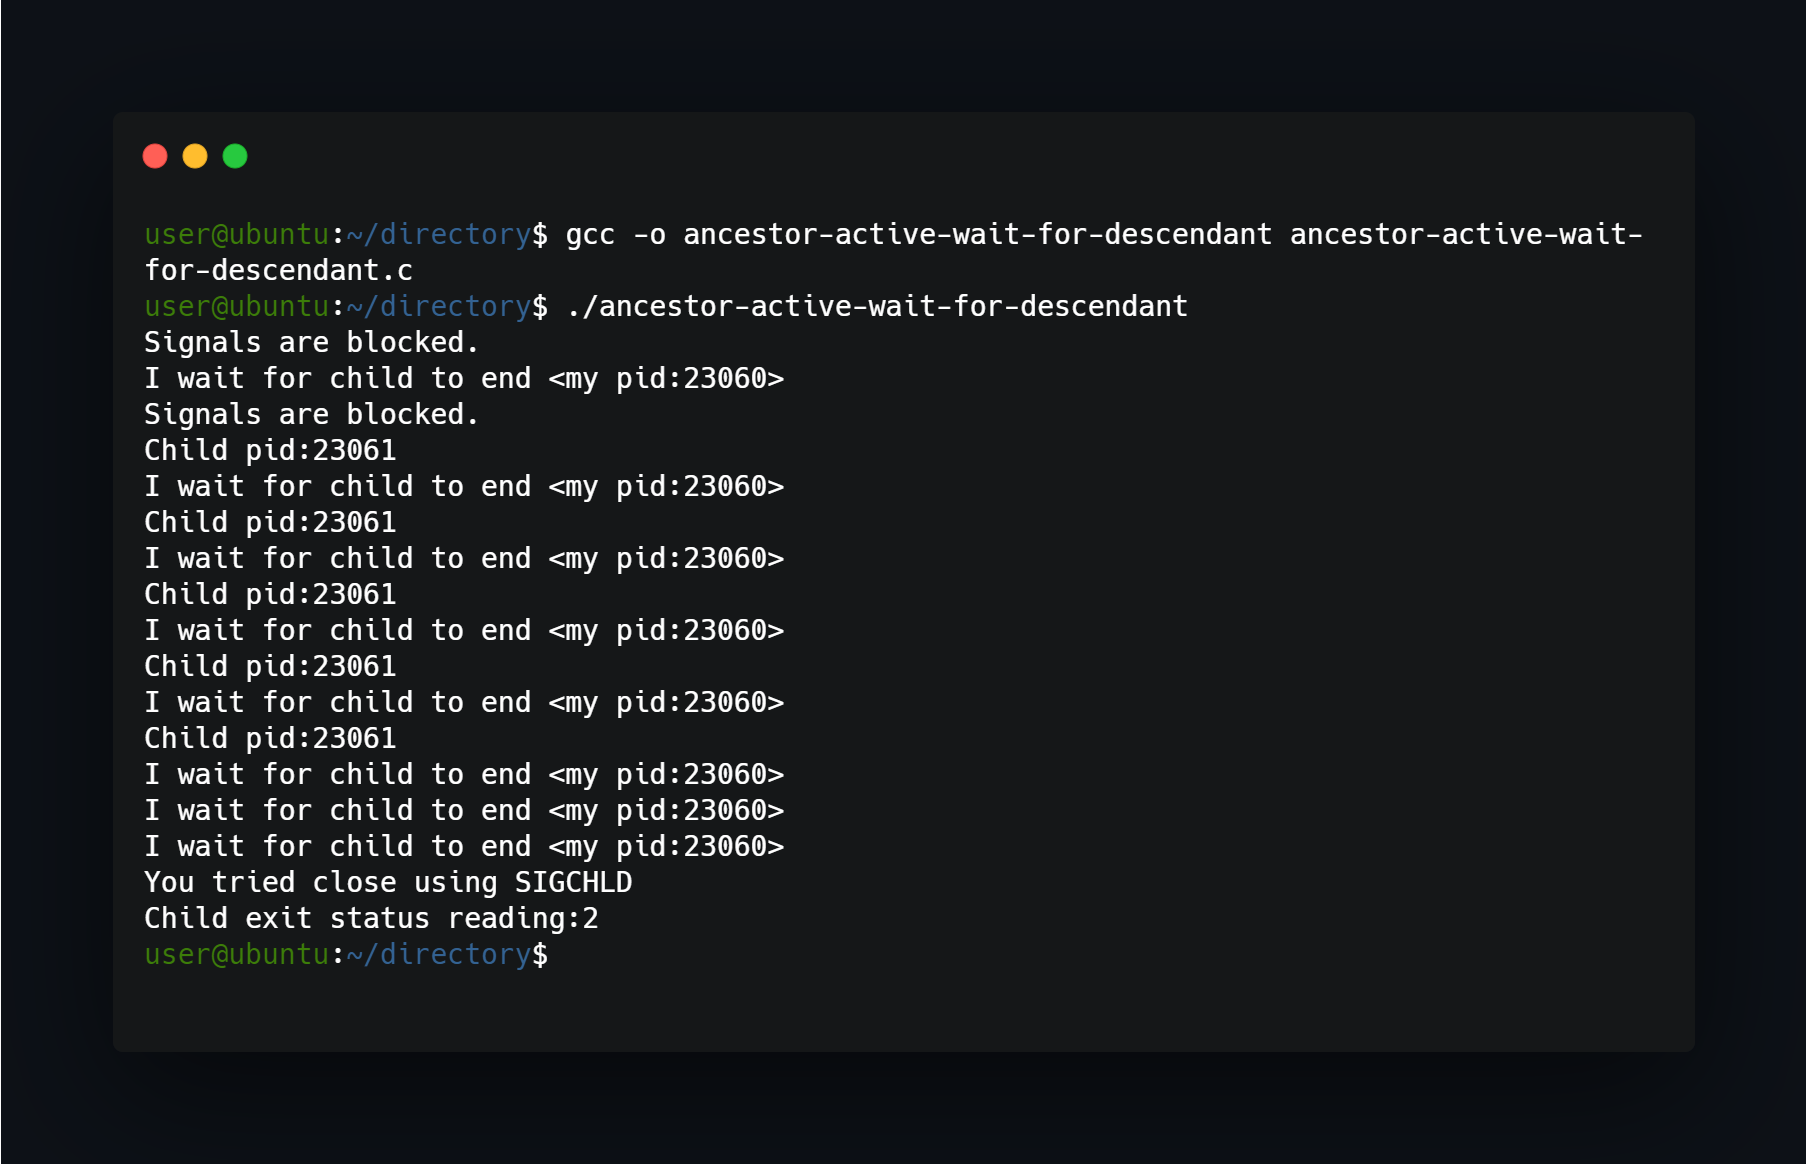 user@ubuntu:~/directory$ gcc -o ancestor-active-wait-for-descendant ancestor-active-wait-
for-descendant.c
user@ubuntu:~/directory$ ./ancestor-active-wait-for-descendant
Signals are blocked.
I wait for child to end <my pid:23060>
Signals are blocked.
Child pid:23061
I wait for child to end <my pid:23060>
Child pid:23061
I wait for child to end <my pid:23060>
Child pid:23061
I wait for child to end <my pid:23060>
Child pid:23061
I wait for child to end <my pid:23060>
Child pid:23061
I wait for child to end <my pid:23060>
I wait for child to end <my pid:23060>
I wait for child to end <my pid:23060>
You tried close using SIGCHLD
Child exit status reading:2
user@ubuntu:~/directory$